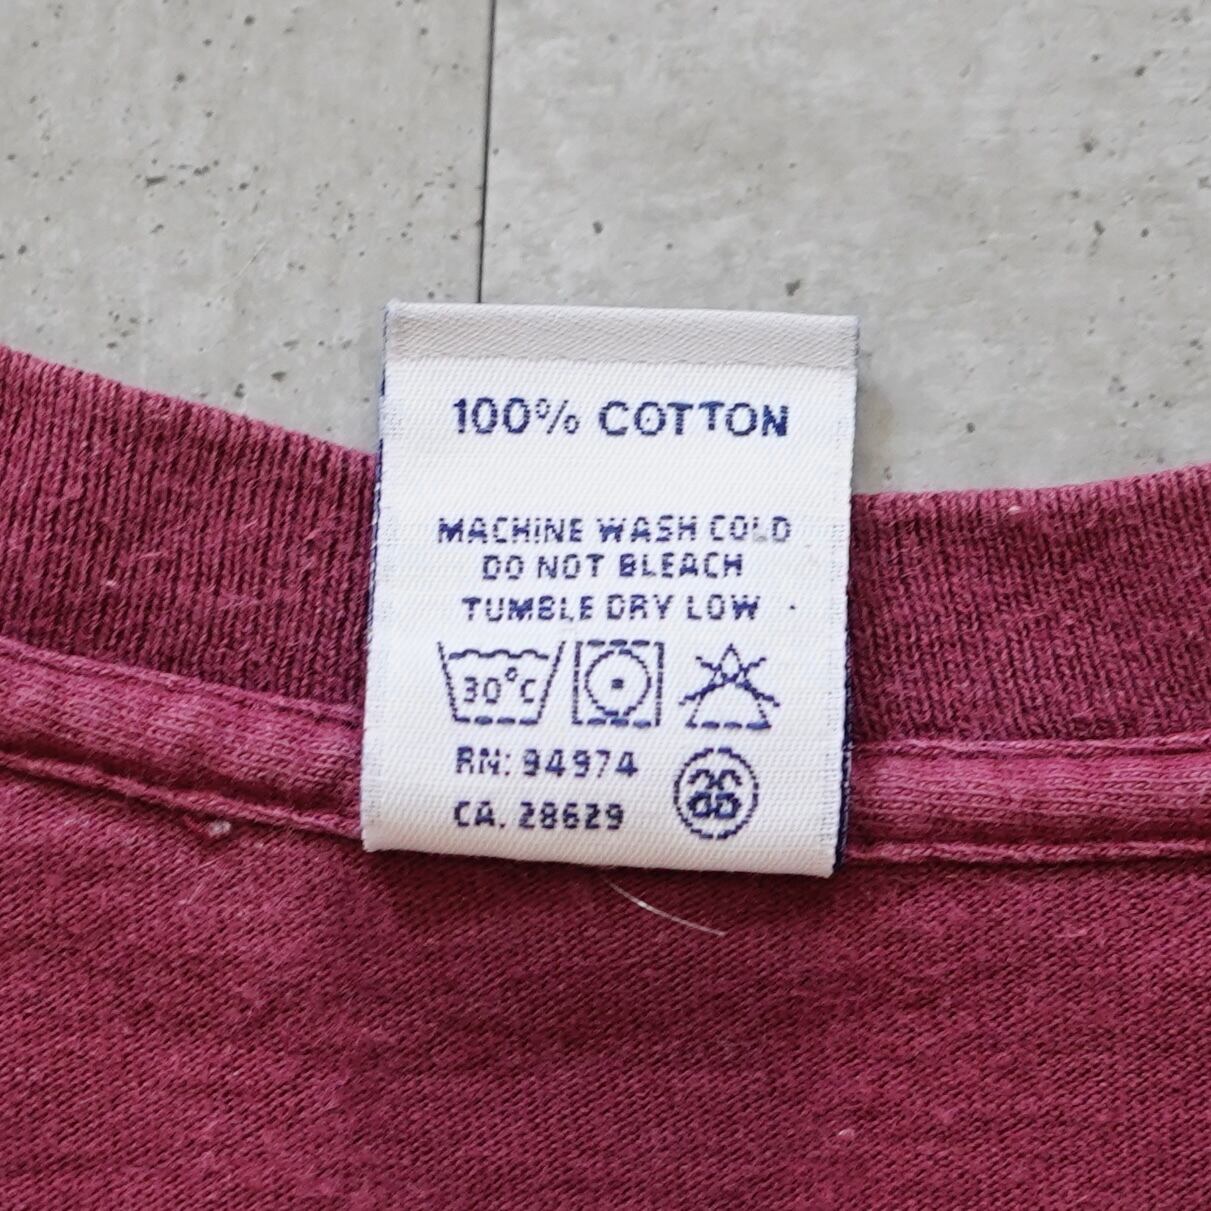 100% COTTON
MACHINE WASH COLD
DO NOT BLEACH
TUMBLE DRY LOW
30°C
RN: 94974
CA. 28629